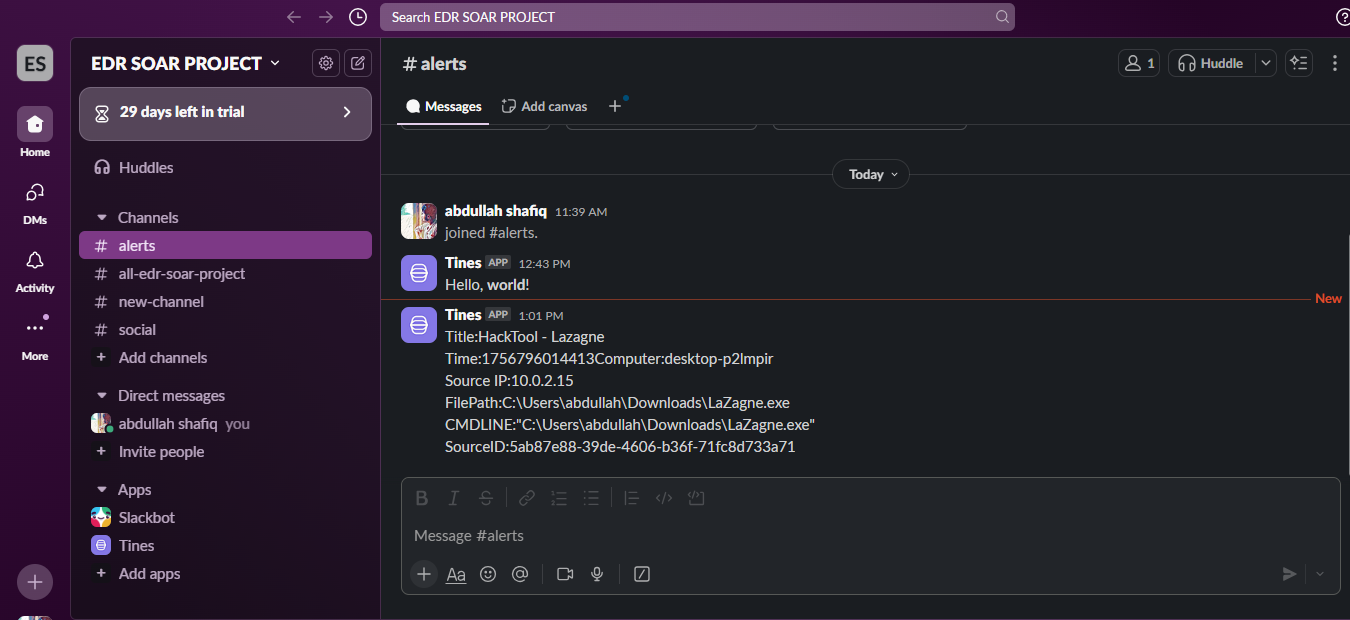 Search EDR SOAR PROJECT
ES
EDR SOAR PROJECT
29 days left in trial
Home
Huddles
DMs
Channels
# alerts
# all-edr-soar-project
Activity
# new-channel
# social
More
+ Add channels
Direct messages
abdullah shafiq you
+ Invite people
Apps
Slackbot
Tines
+ Add apps
# alerts
1
Huddle
Messages
Add canvas
Today
abdullah shafiq 11:39 AM
joined #alerts.
Tines APP 12:43 PM
Hello, world!
New
Tines APP 1:01 PM
Title:HackTool - Lazagne
Time:1756796014413Computer:desktop-p2lmpir
Source IP:10.0.2.15
FilePath:C:\Users\abdullah\Downloads\LaZagne.exe
CMDLINE:"C:\Users\abdullah\Downloads\LaZagne.exe"
SourceID:5ab87e88-39de-4606-b36f-71fc8d733a71
B I S
Message #alerts
+ Aa @